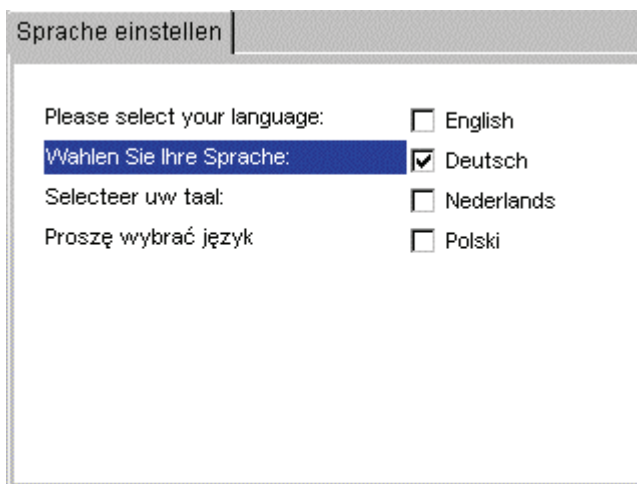 Sprache einstellen
Please select your language: English
Wahlen Sie Ihre Sprache: Deutsch
Selecteer uw taal: Nederlands
Proszę wybrać język Polski